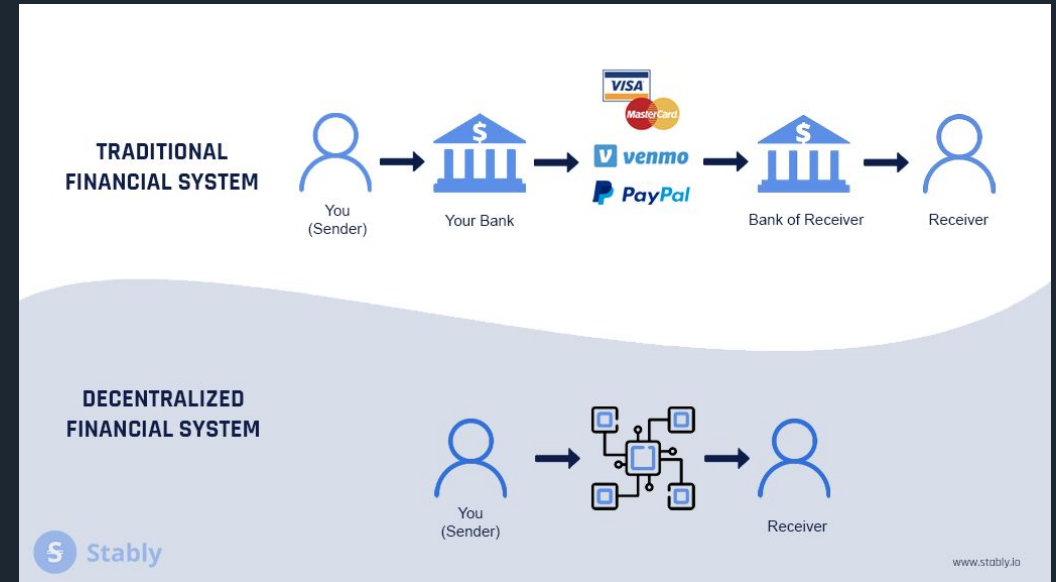 TRADITIONAL
FINANCIAL SYSTEM
$
VISA
MasterCard
V venmo
PayPal
$
You
(Sender)
Your Bank
Bank of Receiver
Receiver
DECENTRALIZED
FINANCIAL SYSTEM
You
(Sender)
Receiver
S Stably
www.stably.io